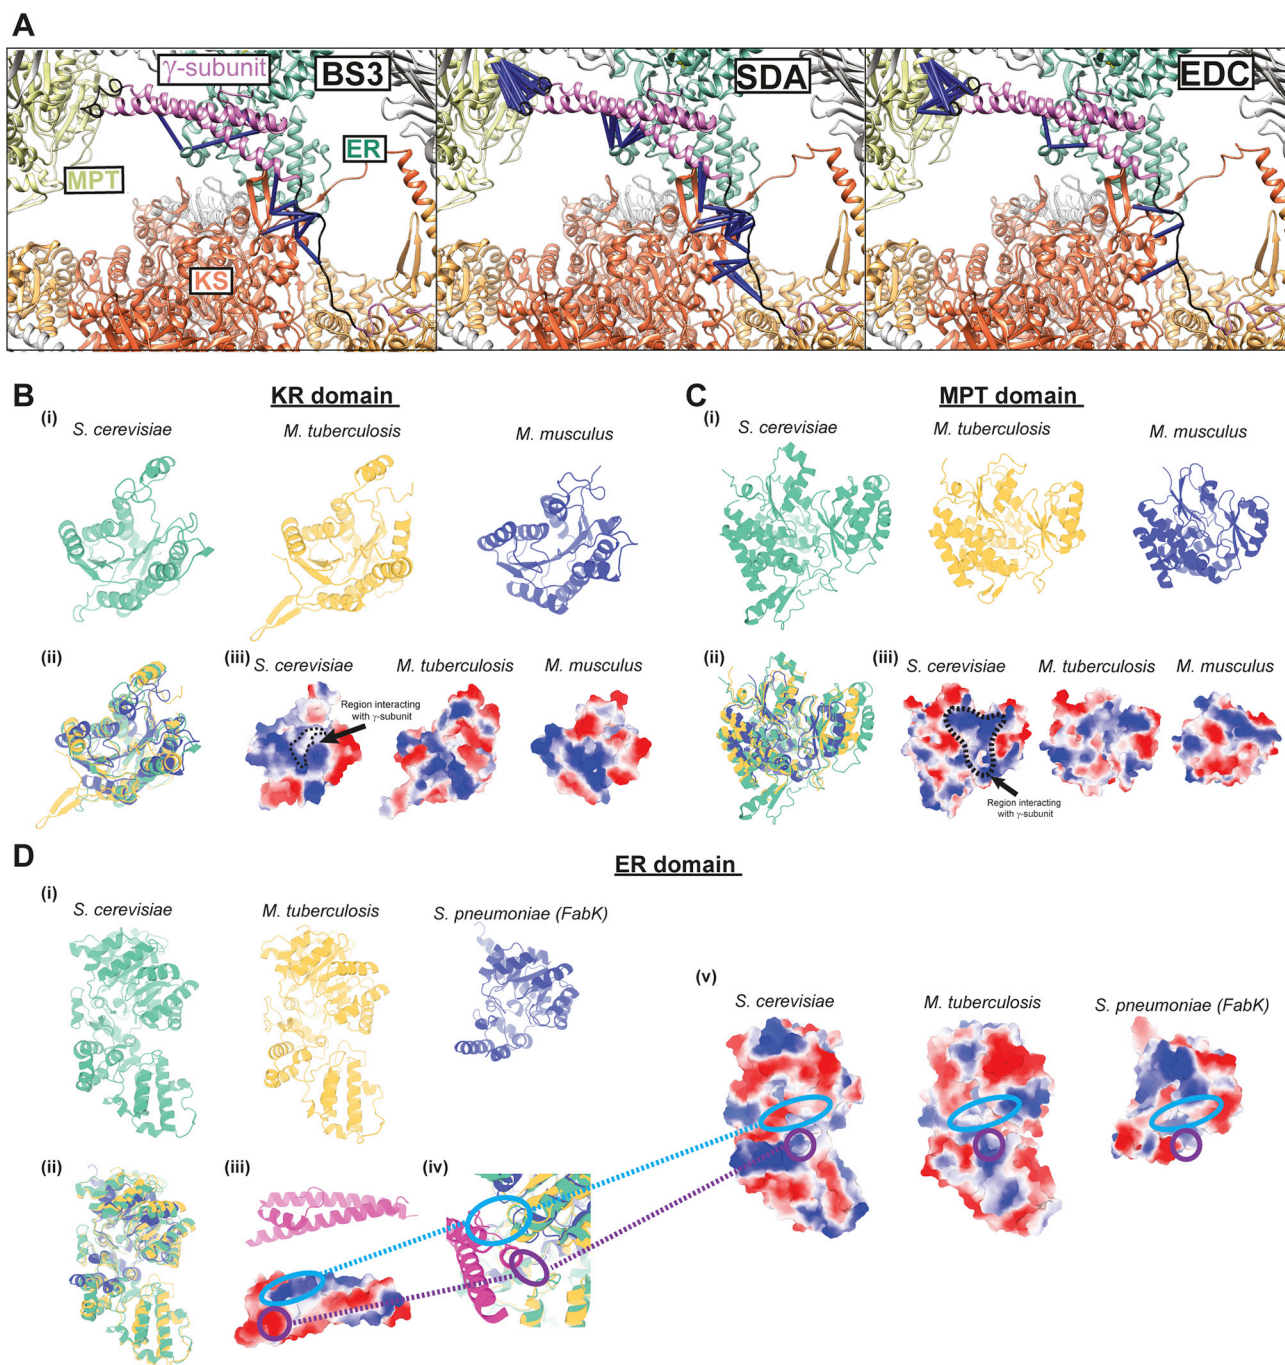 A
γ-subunit
BS3
SDA
EDC
ER
MPT
KS
B
KR domain
(i)
S. cerevisiae
M. tuberculosis
M. musculus
(ii)
(iii)
S. cerevisiae
M. tuberculosis
M. musculus
Region interacting
with γ-subunit
C
MPT domain
(i)
S. cerevisiae
M. tuberculosis
M. musculus
(ii)
(iii)
S. cerevisiae
M. tuberculosis
M. musculus
Region interacting
with γ-subunit
D
ER domain
(i)
S. cerevisiae
M. tuberculosis
S. pneumoniae (FabK)
(ii)
(iii)
(iv)
(v)
S. cerevisiae
M. tuberculosis
S. pneumoniae (FabK)